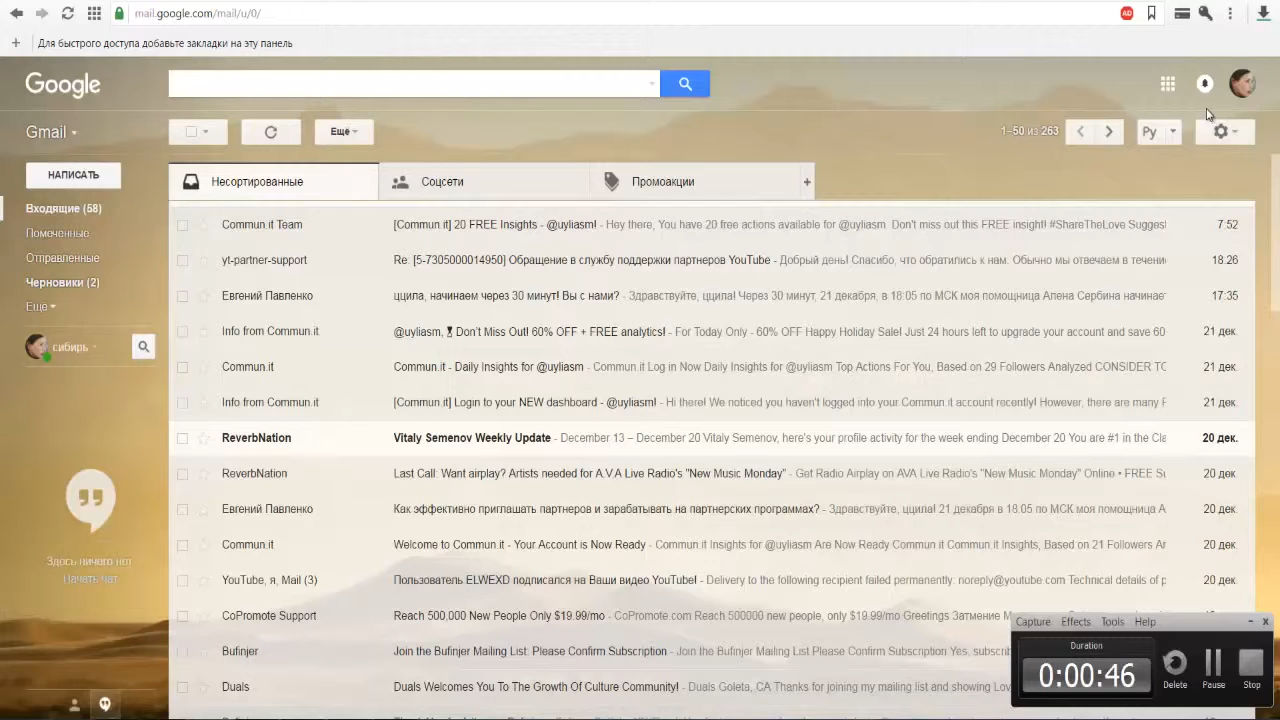 mail.google.com/mail/u/0/
Для быстрого доступа добавьте закладки на эту панель
Google
Gmail
Ещё
1–50 из 263
Ру
НАПИСАТЬ
Несортированные
Соцсети
Промоакции
+
Входящие (58)
Помеченные
Отправленные
Черновики (2)
Ещё
сибирь
Commun.it Team [Commun.it] 20 FREE Insights - @uyliasm! - Hey there, You have 20 free actions available for @uyliasm. Don't miss out this FREE insight! #ShareTheLove Suggest 7:52
yt-partner-support Re: [5-7305000014950] Обращение в службу поддержки партнеров YouTube - Добрый день! Спасибо, что обратились к нам. Обычно мы отвечаем в течени 18:26
Евгений Павленко ццила, начинаем через 30 минут! Вы с нами? - Здравствуйте, ццила! Через 30 минут, 21 декабря, в 18:05 по МСК моя помощница Алена Сербина начинает 17:35
Info from Commun.it @uyliasm, Don't Miss Out! 60% OFF + FREE analytics! - For Today Only - 60% OFF Happy Holiday Sale! Just 24 hours left to upgrade your account and save 60 21 дек.
Commun.it Commun.it - Daily Insights for @uyliasm - Commun.it Log in Now Daily Insights for @uyliasm Top Actions For You, Based on 29 Followers Analyzed CONSIDER TO 21 дек.
Info from Commun.it [Commun.it] Login to your NEW dashboard - @uyliasm! - Hi there! We noticed you haven't logged into your Commun.it account recently! However, there are many 21 дек.
ReverbNation Vitaly Semenov Weekly Update - December 13 – December 20 Vitaly Semenov, here's your profile activity for the week ending December 20 You are #1 in the Cla 20 дек.
ReverbNation Last Call: Want airplay? Artists needed for A.V.A Live Radio's "New Music Monday" - Get Radio Airplay on AVA Live Radio's "New Music Monday" Online • FREE Su 20 дек.
Евгений Павленко Как эффективно приглашать партнеров и зарабатывать на партнерских программах? - Здравствуйте, ццила! 21 декабря в 18.05 по МСК моя помощница А 20 дек.
Commun.it Welcome to Commun.it - Your Account is Now Ready - Commun.it Insights for @uyliasm Are Now Ready Commun.it Commun.it Insights, Based on 21 Followers Ar 20 дек.
YouTube, я, Mail (3) Пользователь ELWEXD подписался на Ваши видео YouTube! - Delivery to the following recipient failed permanently: noreply@youtube.com Technical details of p 20 дек.
CoPromote Support Reach 500,000 New People Only $19.99/mo - CoPromote.com Reach 500000 new people, only $19.99/mo Greetings Затмение
Bufinjer Join the Bufinjer Mailing List: Please Confirm Subscription - Join the Bufinjer Mailing List Please Confirm Subscription Yes, subscri
Duals Duals Welcomes You To The Growth Of Culture Community! - Duals Goleta, CA Thanks for joining my mailing list and showing Lo
Здесь ничего нет
Начать чат
Capture Effects Tools Help
Duration
0:00:46
Delete Pause Stop